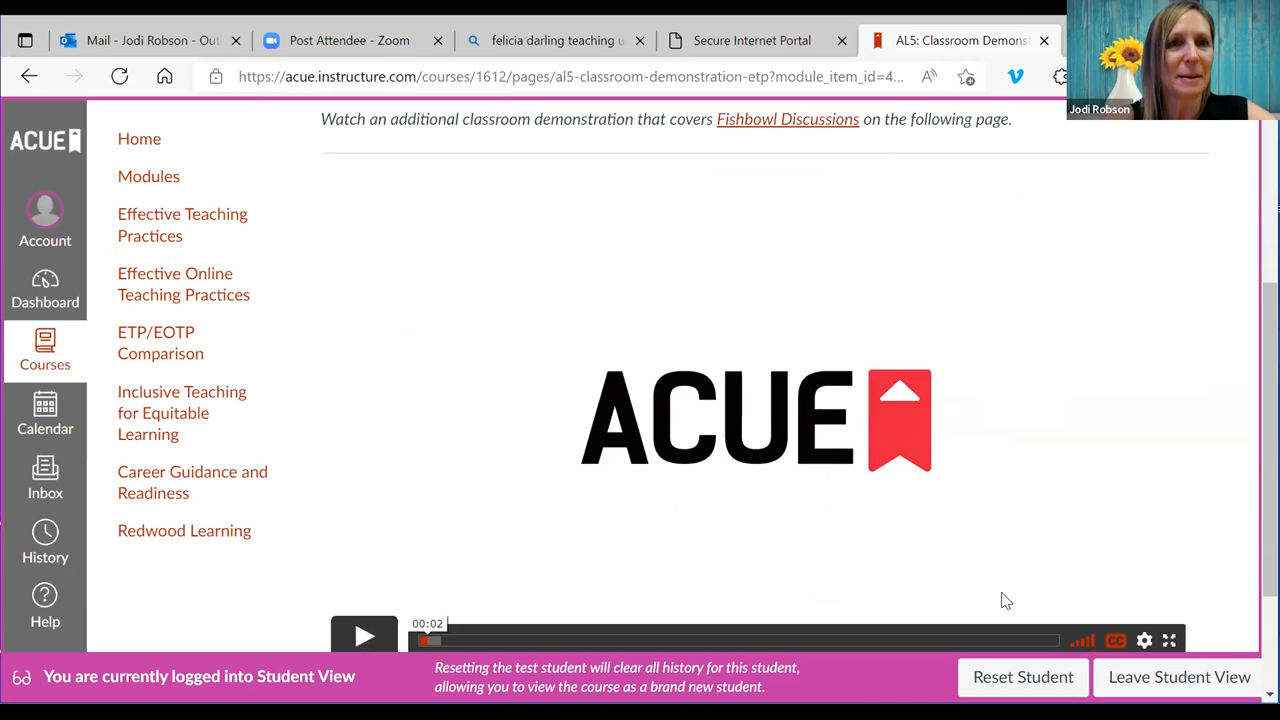 Mail - Jodi Robson - Out
Post Attendee - Zoom
felicia darling teaching u
Secure Internet Portal
AL5: Classroom Demonst
https://acue.instructure.com/courses/1612/pages/al5-classroom-demonstration-etp?module_item_id=4...
Jodi Robson
ACUE
Account
Dashboard
Courses
Calendar
Inbox
History
Help
Home
Modules
Effective Teaching
Practices
Effective Online
Teaching Practices
ETP/EOTP
Comparison
Inclusive Teaching
for Equitable
Learning
Career Guidance and
Readiness
Redwood Learning
Watch an additional classroom demonstration that covers Fishbowl Discussions on the following page.
ACUE
00:02
CC
You are currently logged into Student View
Resetting the test student will clear all history for this student,
allowing you to view the course as a brand new student.
Reset Student
Leave Student View